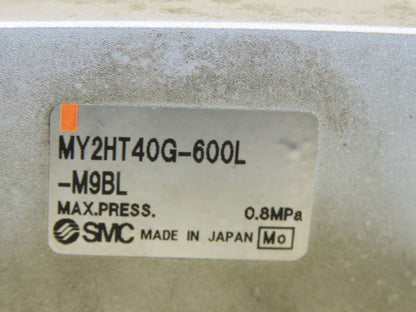 MY2HT40G-600L
-M9BL
MAX.PRESS. 0.8MPa
SMC MADE IN JAPAN Mo